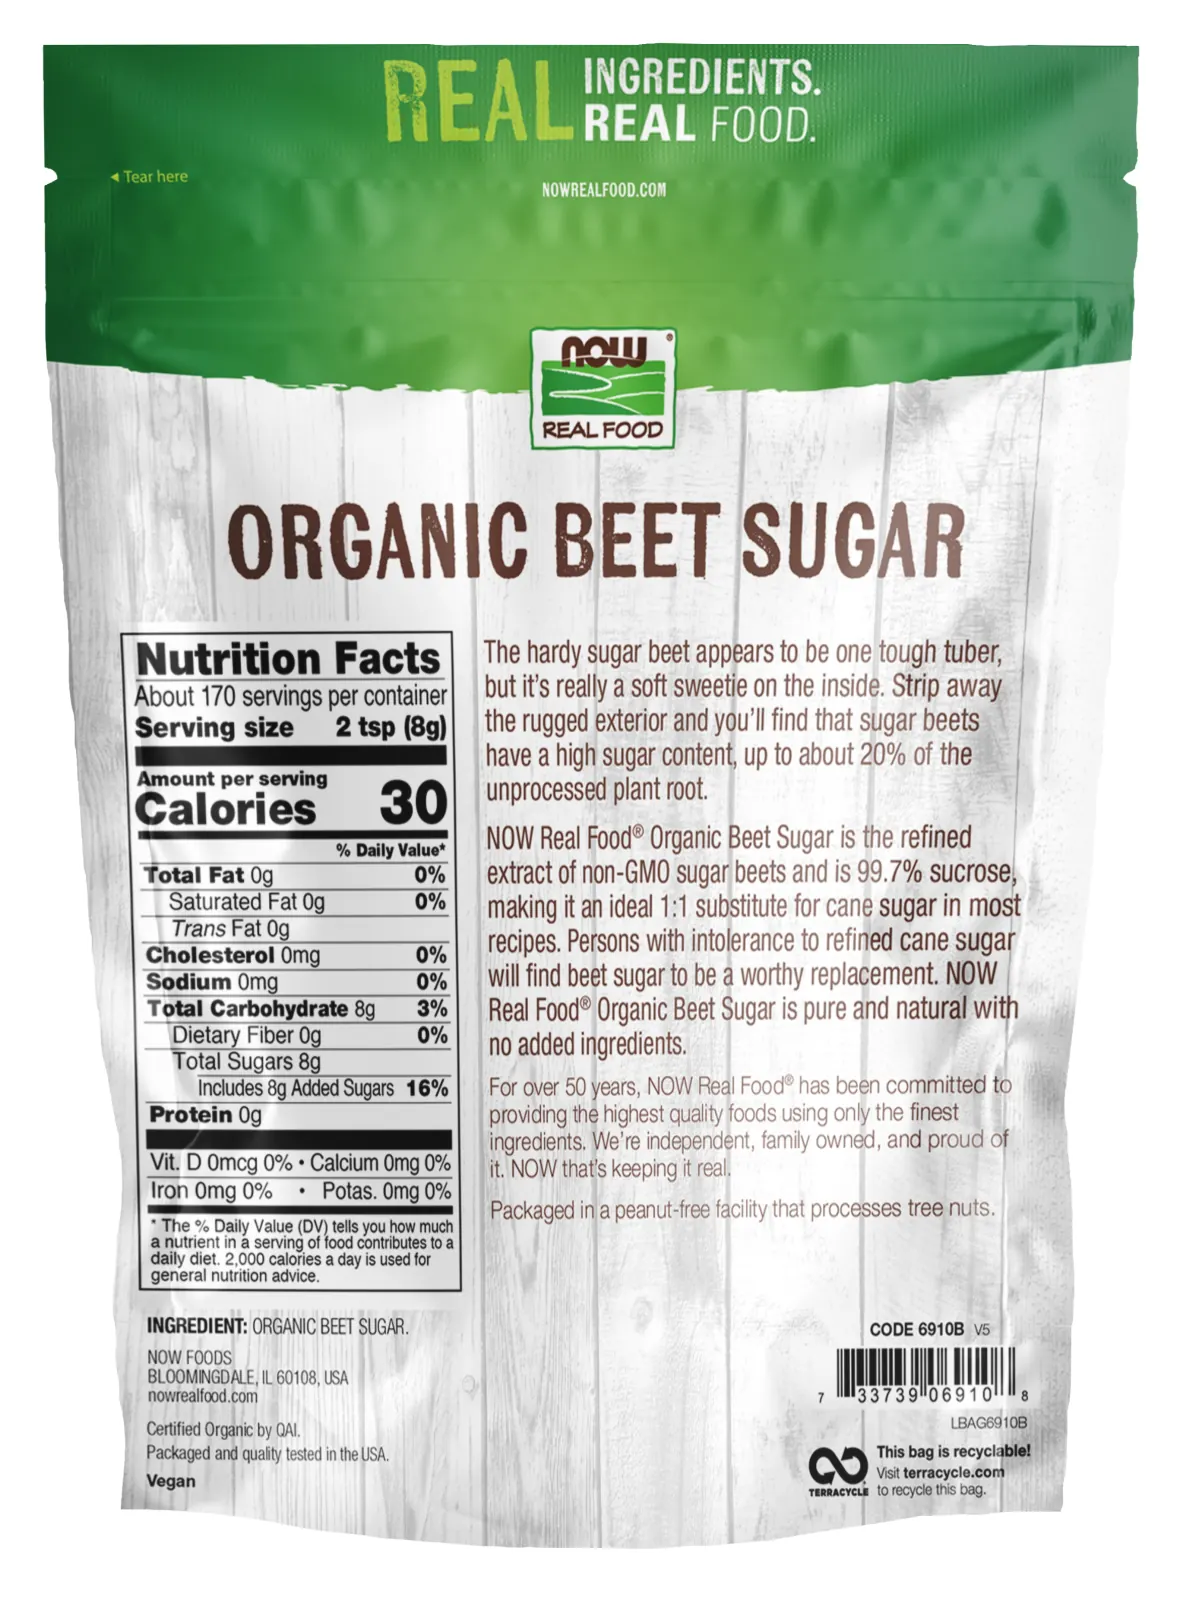 REAL INGREDIENTS.
REAL FOOD.
◄ Tear here
NOWREALFOOD.COM
NOW®
REAL FOOD
ORGANIC BEET SUGAR
Nutrition Facts
About 170 servings per container
Serving size 2 tsp (8g)
Amount per serving
Calories 30
% Daily Value*
Total Fat 0g 0%
Saturated Fat 0g 0%
Trans Fat 0g
Cholesterol 0mg 0%
Sodium 0mg 0%
Total Carbohydrate 8g 3%
Dietary Fiber 0g 0%
Total Sugars 8g
Includes 8g Added Sugars 16%
Protein 0g
Vit. D 0mcg 0% • Calcium 0mg 0%
Iron 0mg 0% • Potas. 0mg 0%
* The % Daily Value (DV) tells you how much
a nutrient in a serving of food contributes to a
daily diet. 2,000 calories a day is used for
general nutrition advice.
INGREDIENT: ORGANIC BEET SUGAR.
NOW FOODS
BLOOMINGDALE, IL 60108, USA
nowrealfood.com
Certified Organic by QAI.
Packaged and quality tested in the USA.
Vegan
The hardy sugar beet appears to be one tough tuber,
but it's really a soft sweetie on the inside. Strip away
the rugged exterior and you'll find that sugar beets
have a high sugar content, up to about 20% of the
unprocessed plant root.
NOW Real Food® Organic Beet Sugar is the refined
extract of non-GMO sugar beets and is 99.7% sucrose,
making it an ideal 1:1 substitute for cane sugar in most
recipes. Persons with intolerance to refined cane sugar
will find beet sugar to be a worthy replacement. NOW
Real Food® Organic Beet Sugar is pure and natural with
no added ingredients.
For over 50 years, NOW Real Food® has been committed to
providing the highest quality foods using only the finest
ingredients. We're independent, family owned, and proud of
it. NOW that's keeping it real.
Packaged in a peanut-free facility that processes tree nuts.
CODE 6910B V5
7 33739 06910 8
LBAG6910B
This bag is recyclable!
Visit terracycle.com
to recycle this bag.
TERRACYCLE